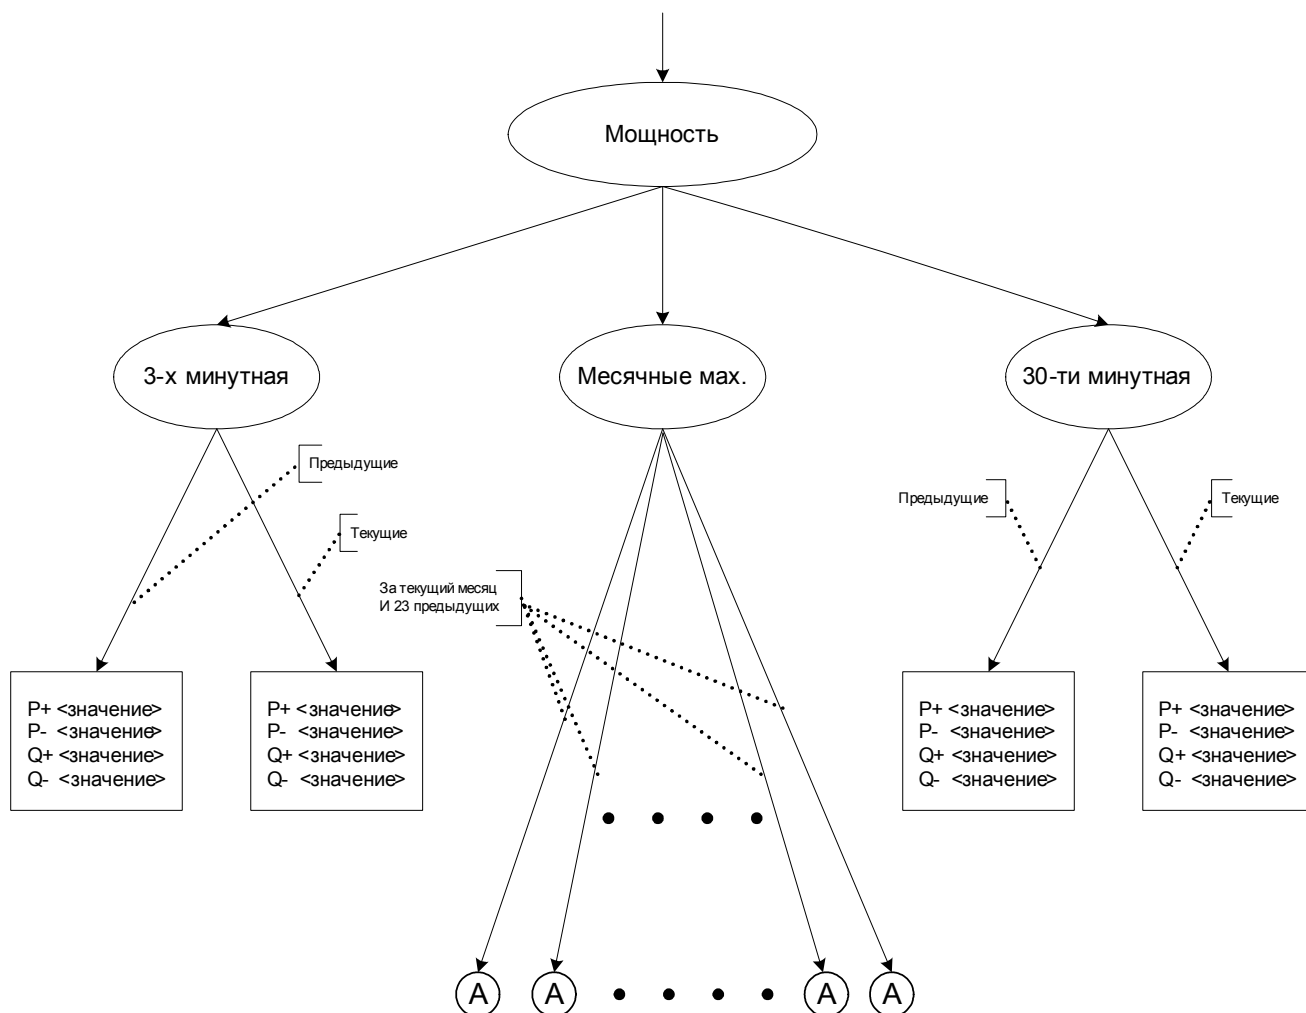 Мощность
3-х минутная
Месячные мах.
30-ти минутная
Предыдущие
Текущие
Предыдущие
Текущие
За текущий месяц
И 23 предыдущих
P+ <значение>
P- <значение>
Q+ <значение>
Q- <значение>
P+ <значение>
P- <значение>
Q+ <значение>
Q- <значение>
P+ <значение>
P- <значение>
Q+ <значение>
Q- <значение>
P+ <значение>
P- <значение>
Q+ <значение>
Q- <значение>
А
А
А
А